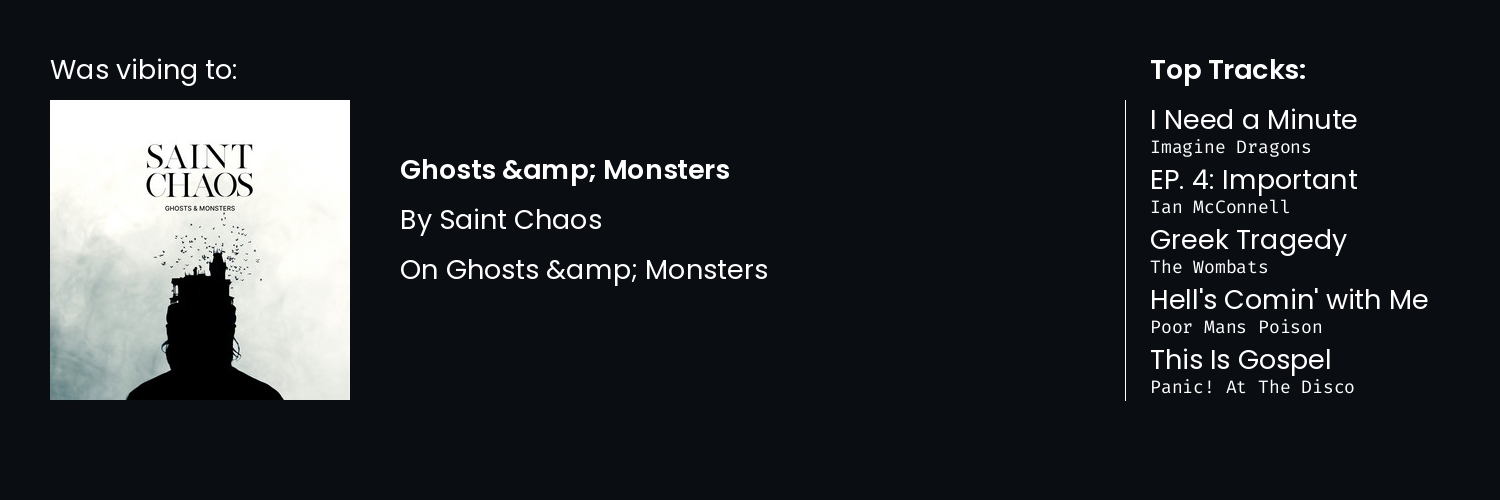 Was vibing to:
SAINT
CHAOS
GHOSTS & MONSTERS
Ghosts &amp; Monsters
By Saint Chaos
On Ghosts &amp; Monsters
Top Tracks:
I Need a Minute
Imagine Dragons
EP. 4: Important
Ian McConnell
Greek Tragedy
The Wombats
Hell's Comin' with Me
Poor Mans Poison
This Is Gospel
Panic! At The Disco